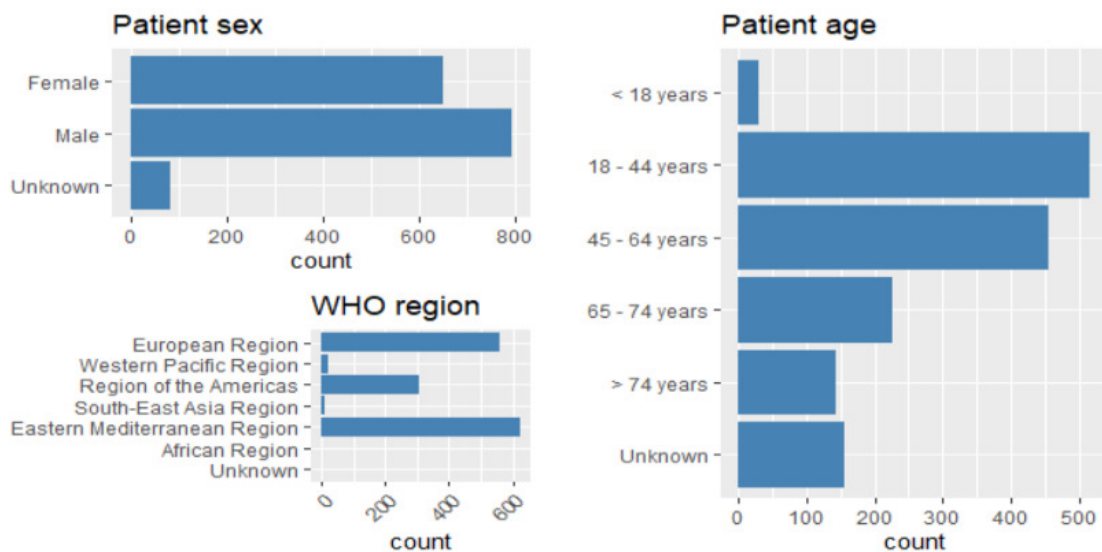 Patient sex
Female
Male
Unknown
0 200 400 600 800
count
WHO region
European Region
Western Pacific Region
Region of the Americas
South-East Asia Region
Eastern Mediterranean Region
African Region
Unknown
0 200 400 600
count
Patient age
< 18 years
18 - 44 years
45 - 64 years
65 - 74 years
> 74 years
Unknown
0 100 200 300 400 500
count